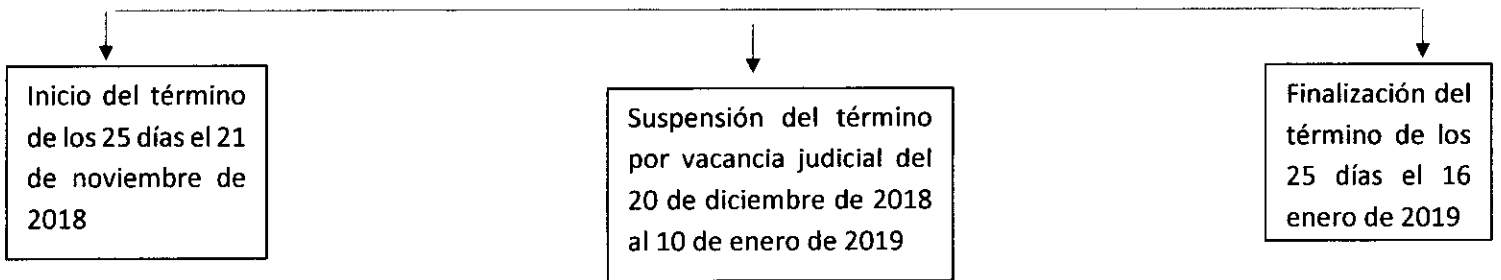 Inicio del término
de los 25 días el 21
de noviembre de
2018
Suspensión del término
por vacancia judicial del
20 de diciembre de 2018
al 10 de enero de 2019
Finalización del
término de los
25 días el 16
enero de 2019